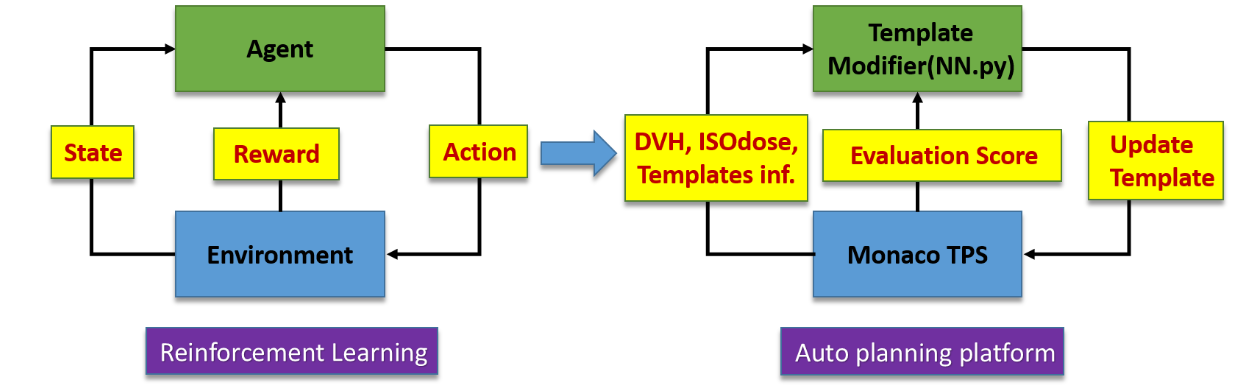 Agent
State
Reward
Action
Environment
Reinforcement Learning
Template
Modifier(NN.py)
DVH, ISOdose,
Templates inf.
Evaluation Score
Update
Template
Monaco TPS
Auto planning platform